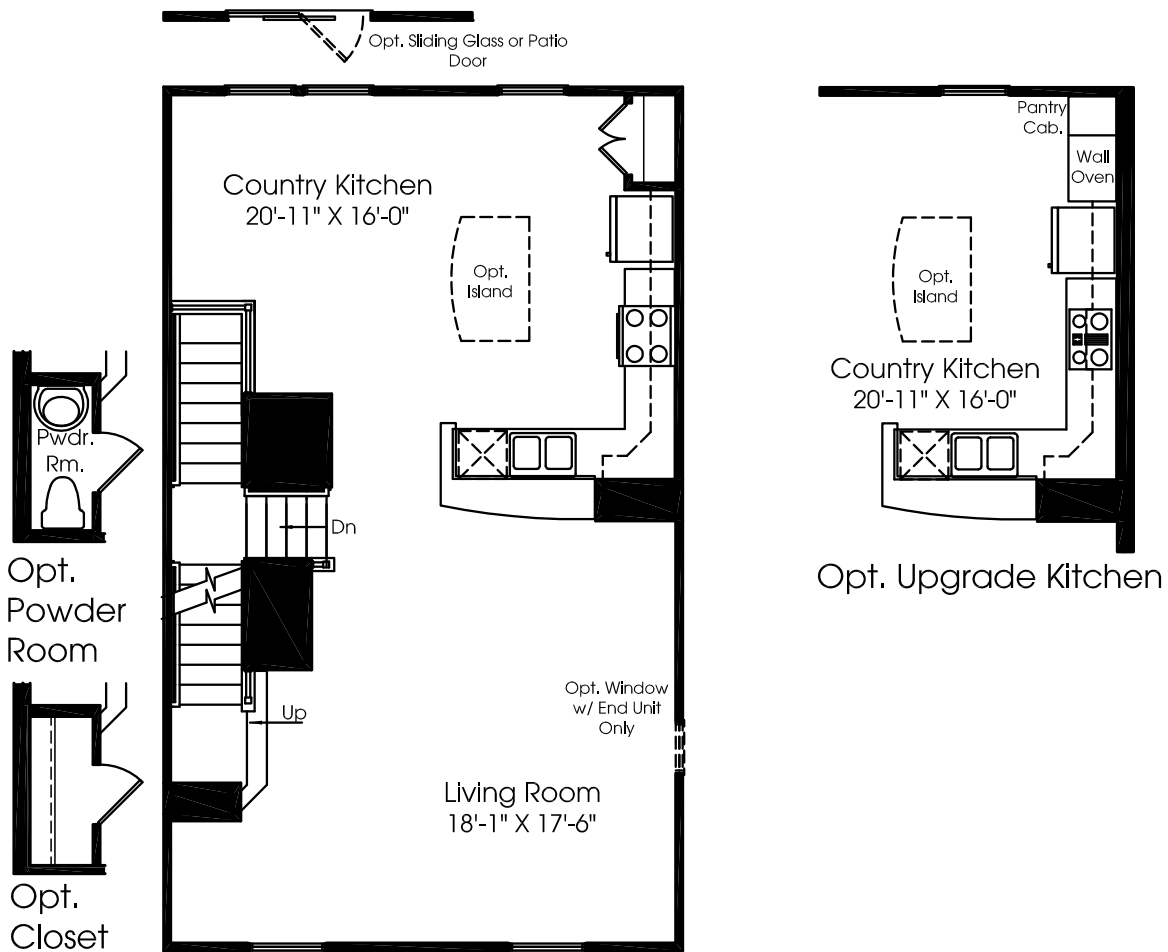 Opt. Sliding Glass or Patio
Door
Country Kitchen
20'-11" X 16'-0"
Opt.
Island
Dn
Up
Opt. Window
w/ End Unit
Only
Living Room
18'-1" X 17'-6"
Pwdr.
Rm.
Opt.
Powder
Room
Opt.
Closet
Pantry
Cab.
Wall
Oven
Opt.
Island
Country Kitchen
20'-11" X 16'-0"
Opt. Upgrade Kitchen